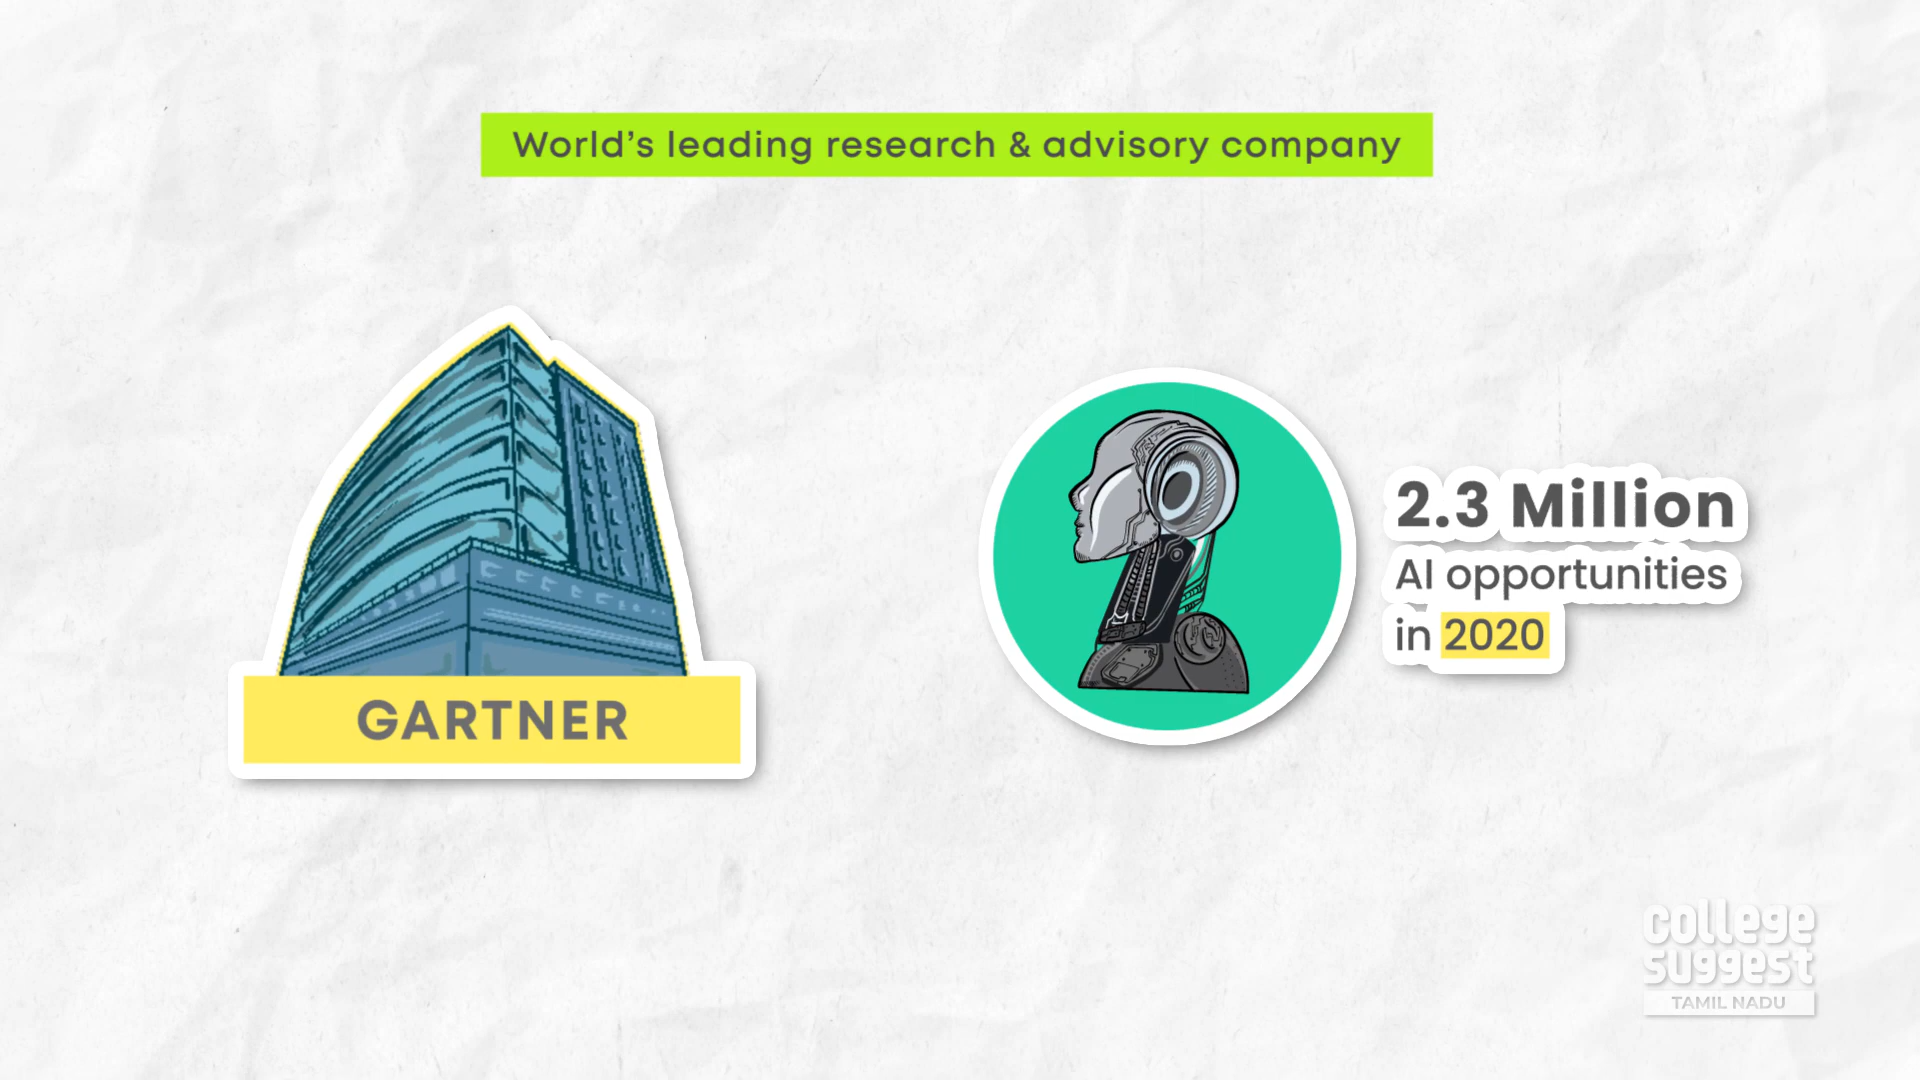 World’s leading research & advisory company
GARTNER
2.3 Million
AI opportunities
in 2020
college
suggest
TAMIL NADU